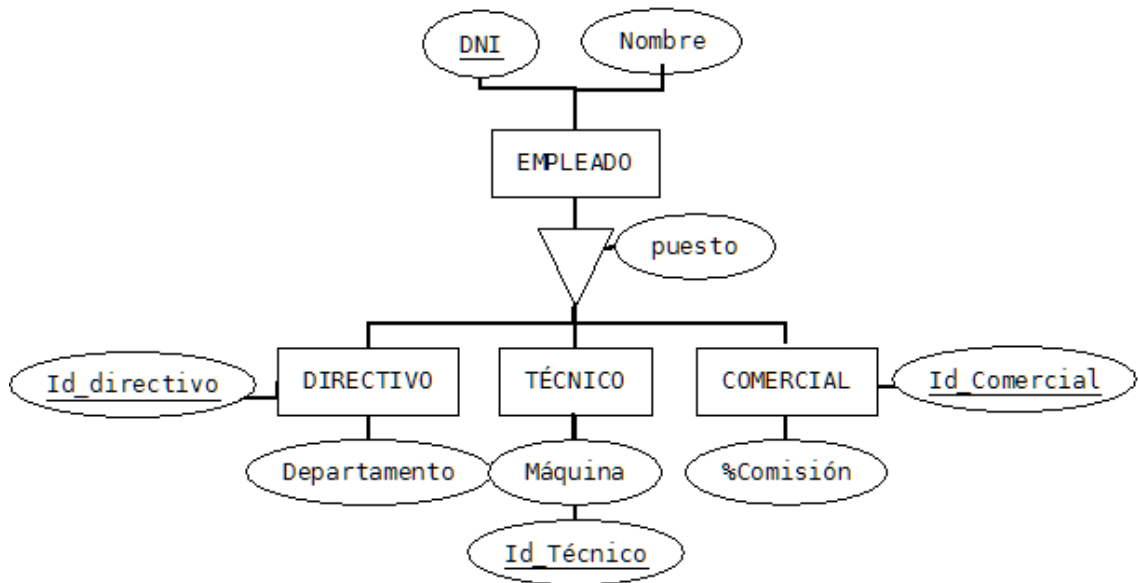 DNI
Nombre
EMPLEADO
puesto
Id_directivo
DIRECTIVO
TÉCNICO
COMERCIAL
Id_Comercial
Departamento
Máquina
%Comisión
Id_Técnico